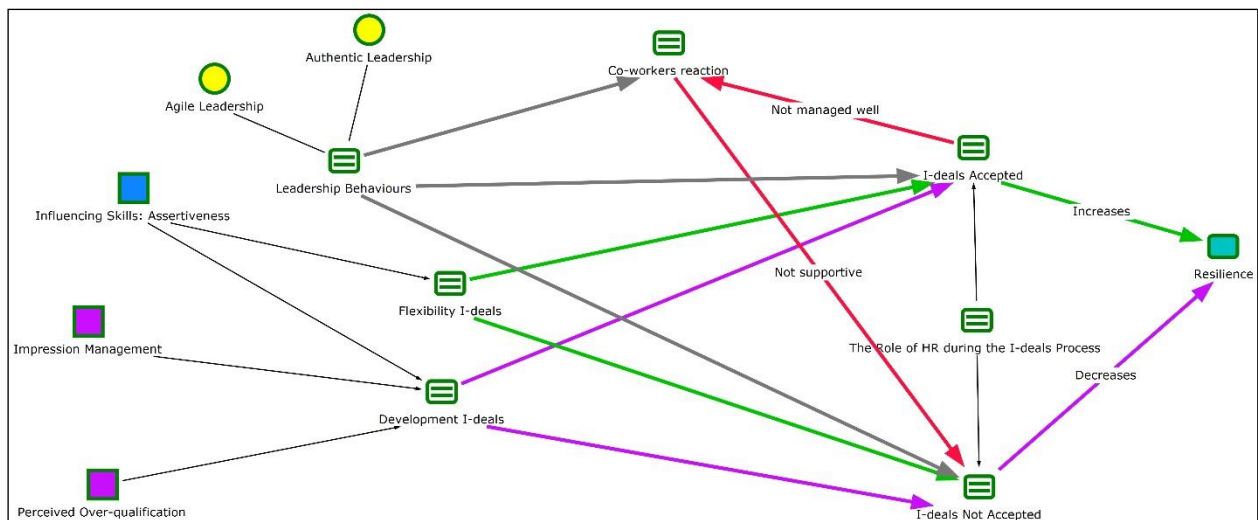 Authentic Leadership
Agile Leadership
Co-workers reaction
Not managed well
Leadership Behaviours
I-deals Accepted
Influencing Skills: Assertiveness
Increases
Not supportive
Resilience
Flexibility I-deals
Impression Management
The Role of HR during the I-deals Process
Decreases
Development I-deals
Perceived Over-qualification
I-deals Not Accepted